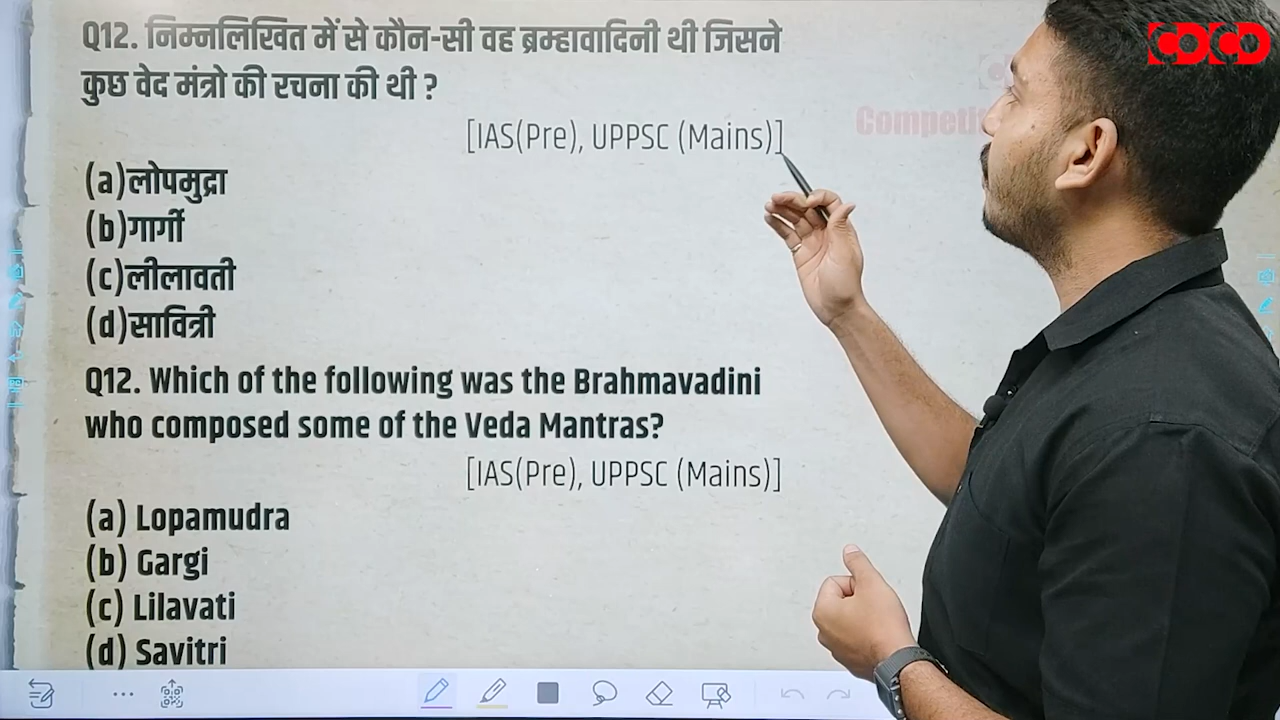 Q12. निम्नलिखित में से कौन-सी वह ब्रम्हावादिनी थी जिसने
कुछ वेद मंत्रो की रचना की थी ?
[IAS(Pre), UPPSC (Mains)]
(a)लोपमुद्रा
(b)गार्गी
(c)लीलावती
(d)सावित्री
Q12. Which of the following was the Brahmavadini
who composed some of the Veda Mantras?
[IAS(Pre), UPPSC (Mains)]
(a) Lopamudra
(b) Gargi
(c) Lilavati
(d) Savitri